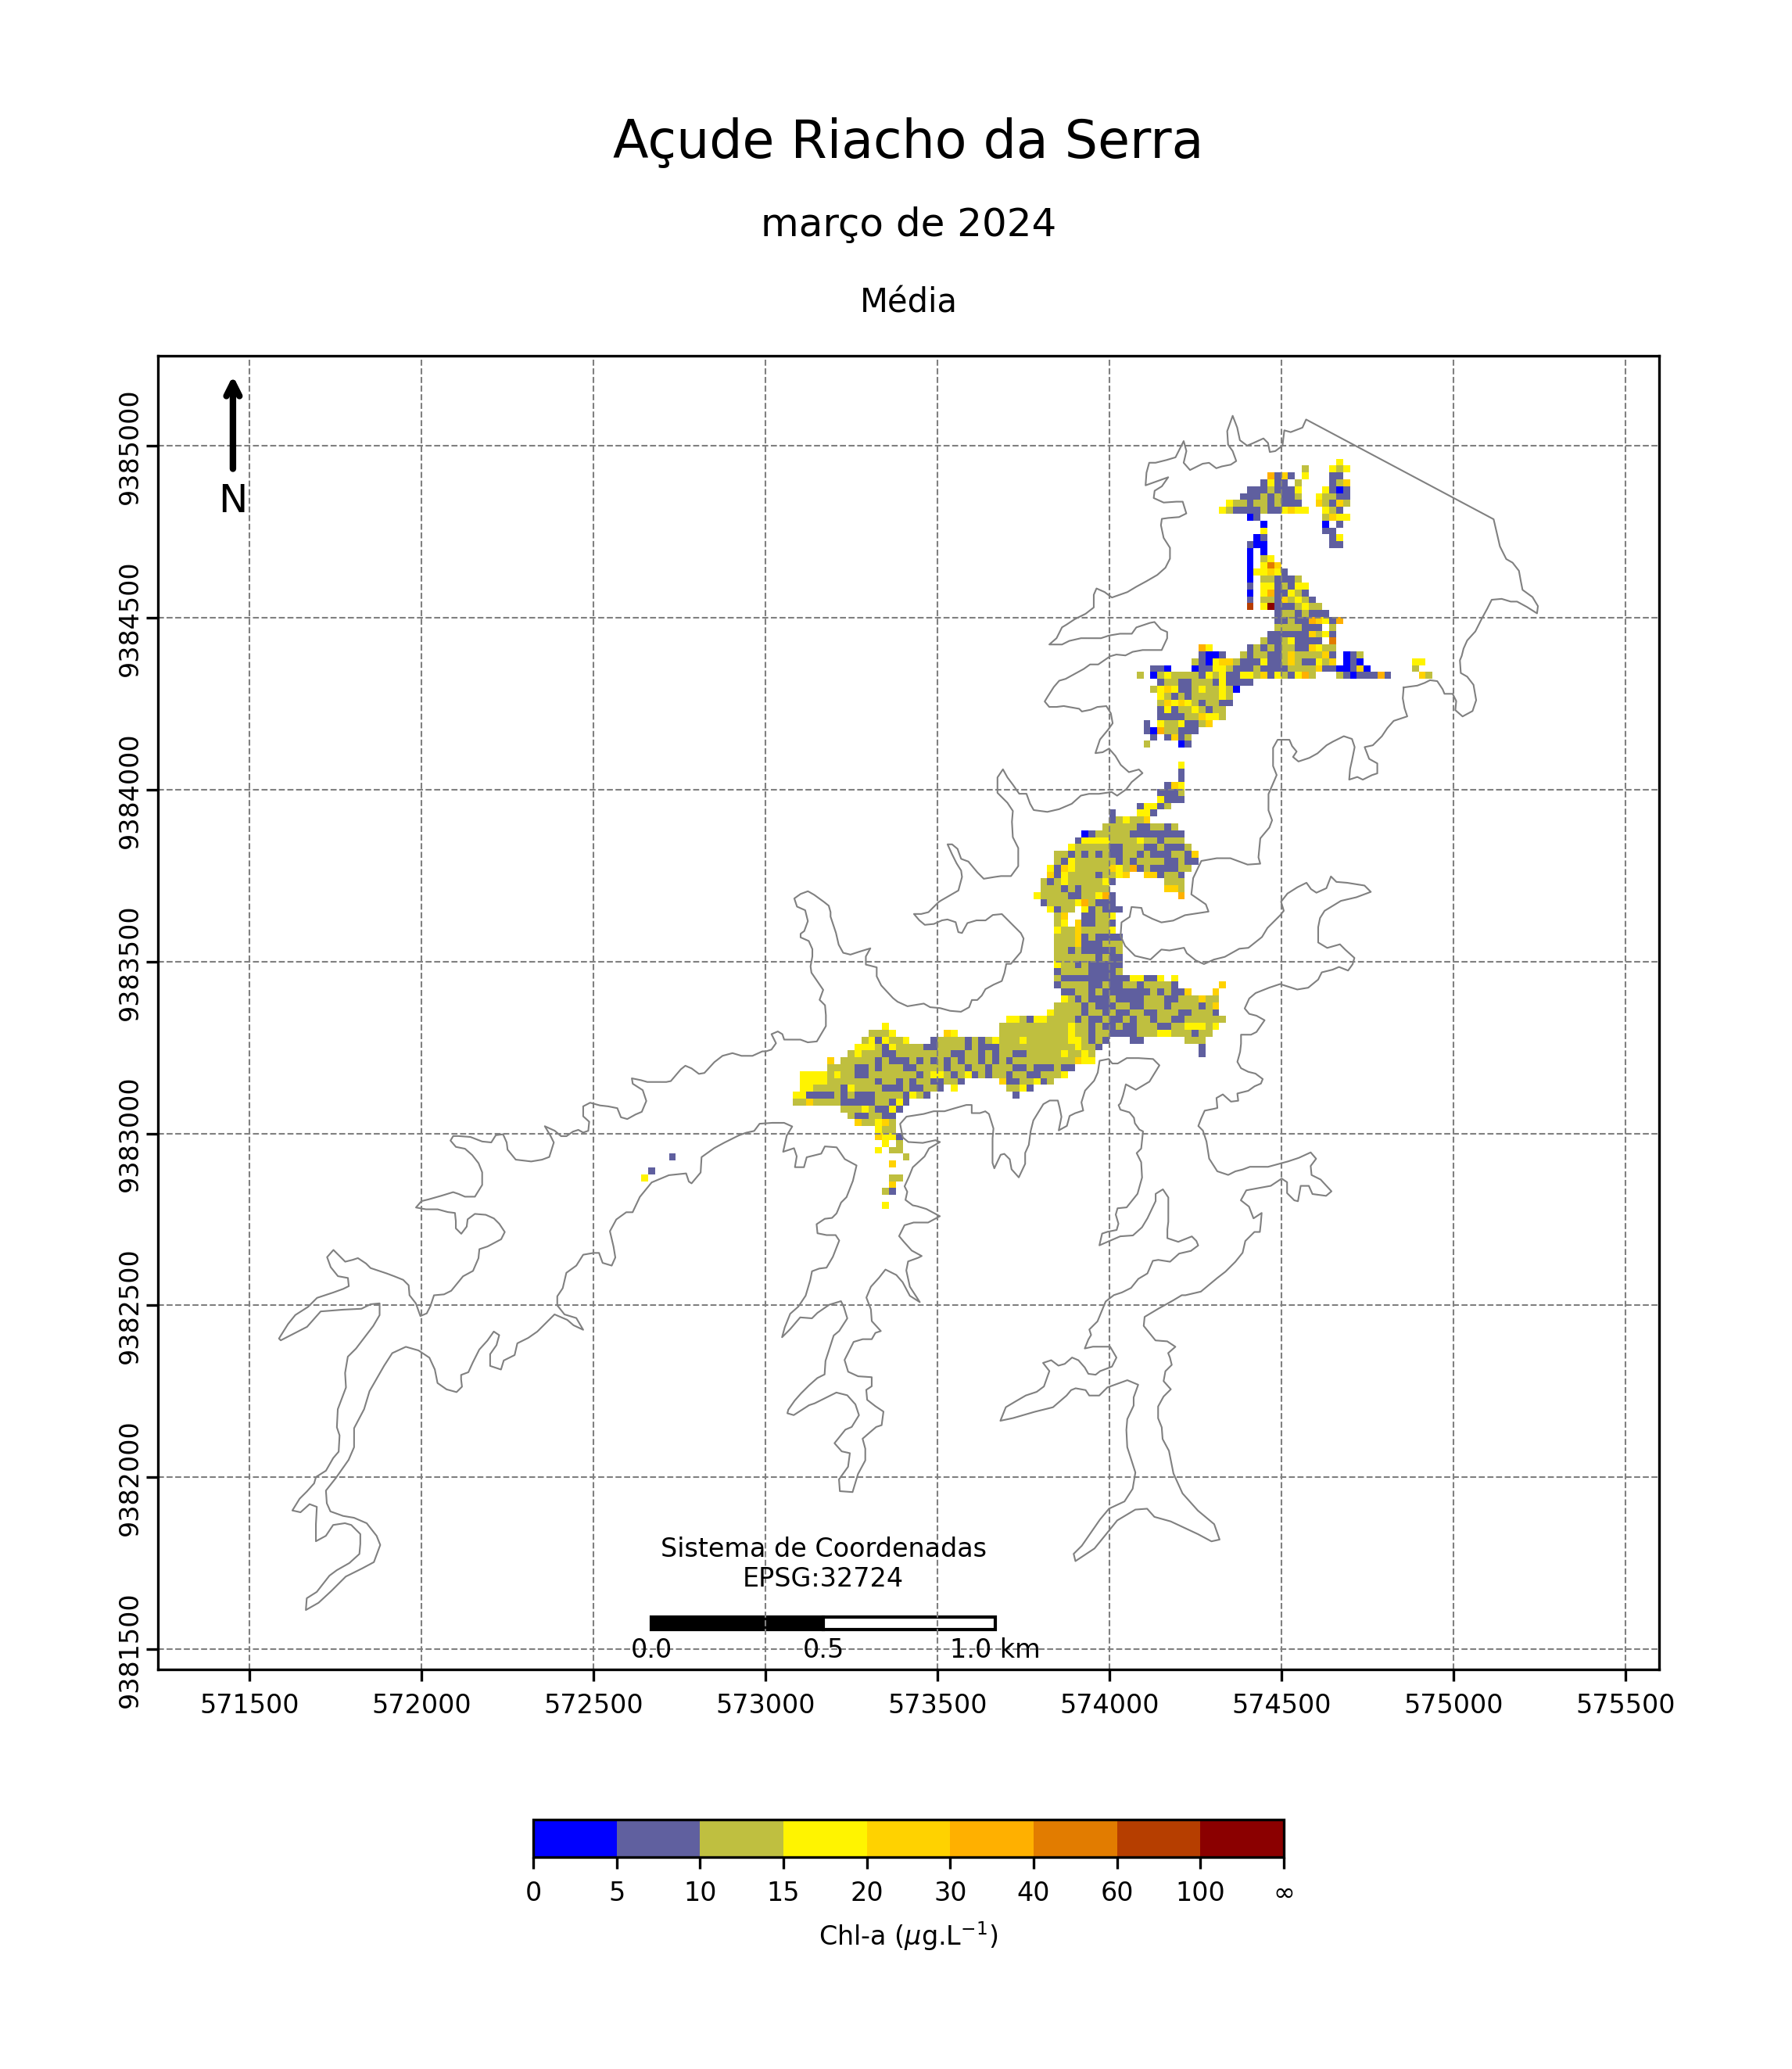 Açude Riacho da Serra
março de 2024
Média
N
9385000
9384500
9384000
9383500
9383000
9382500
9382000
9381500
Sistema de Coordenadas
EPSG:32724
0.0 0.5 1.0 km
571500 572000 572500 573000 573500 574000 574500 575000 575500
0 5 10 15 20 30 40 60 100 ∞
Chl-a (μg.L⁻¹)